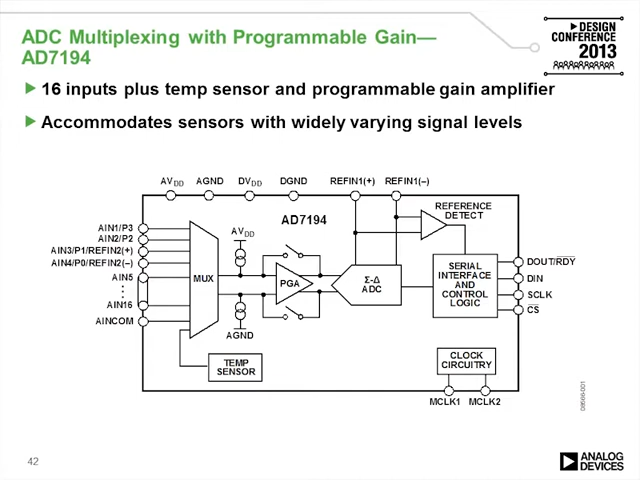 ADC Multiplexing with Programmable Gain—
AD7194
▶ DESIGN
CONFERENCE
2013
16 inputs plus temp sensor and programmable gain amplifier
Accommodates sensors with widely varying signal levels
AVDD AGND DVDD DGND REFIN1(+) REFIN1(–)
AD7194
REFERENCE
DETECT
AIN1/P3
AIN2/P2
AIN3/P1/REFIN2(+)
AIN4/P0/REFIN2(–)
AIN5
AIN16
AINCOM
AVDD
MUX
PGA
Σ-Δ
ADC
AGND
SERIAL
INTERFACE
AND
CONTROL
LOGIC
DOUT/RDY
DIN
SCLK
CS
TEMP
SENSOR
CLOCK
CIRCUITRY
MCLK1 MCLK2
08566-001
42
ANALOG
DEVICES